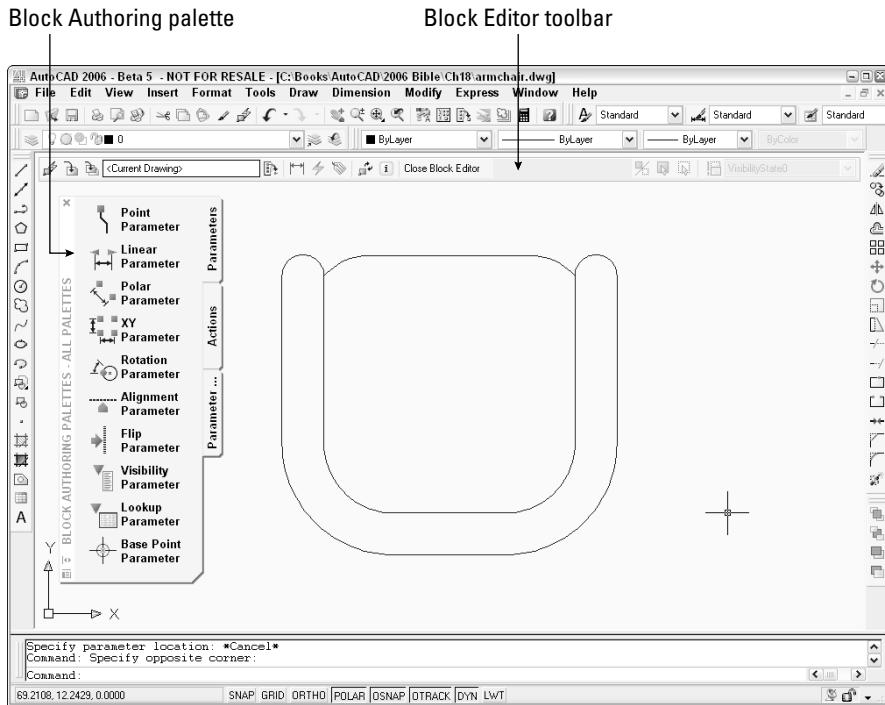 Block Authoring palette Block Editor toolbar
AutoCAD 2006 - Beta 5 - NOT FOR RESALE - [C:\Books\AutoCAD\2006 Bible\Ch18\armchair.dwg]
File Edit View Insert Format Tools Draw Dimension Modify Express Window Help
Standard Standard Standard
0 ByLayer ByLayer ByLayer ByColor
<Current Drawing> Close Block Editor VisibilityState0
Point
Parameter
Linear
Parameter
Polar
Parameter
XY
Parameter
Rotation
Parameter
Alignment
Parameter
Flip
Parameter
Visibility
Parameter
Lookup
Parameter
Base Point
Parameter
Parameters
Actions
Parameter ...
BLOCK AUTHORING PALETTES - ALL PALETTES
A
Y
X
Specify parameter location: *Cancel*
Command: Specify opposite corner:
Command:
69.2108, 12.2429, 0.0000 SNAP GRID ORTHO POLAR OSNAP OTRACK DYN LWT